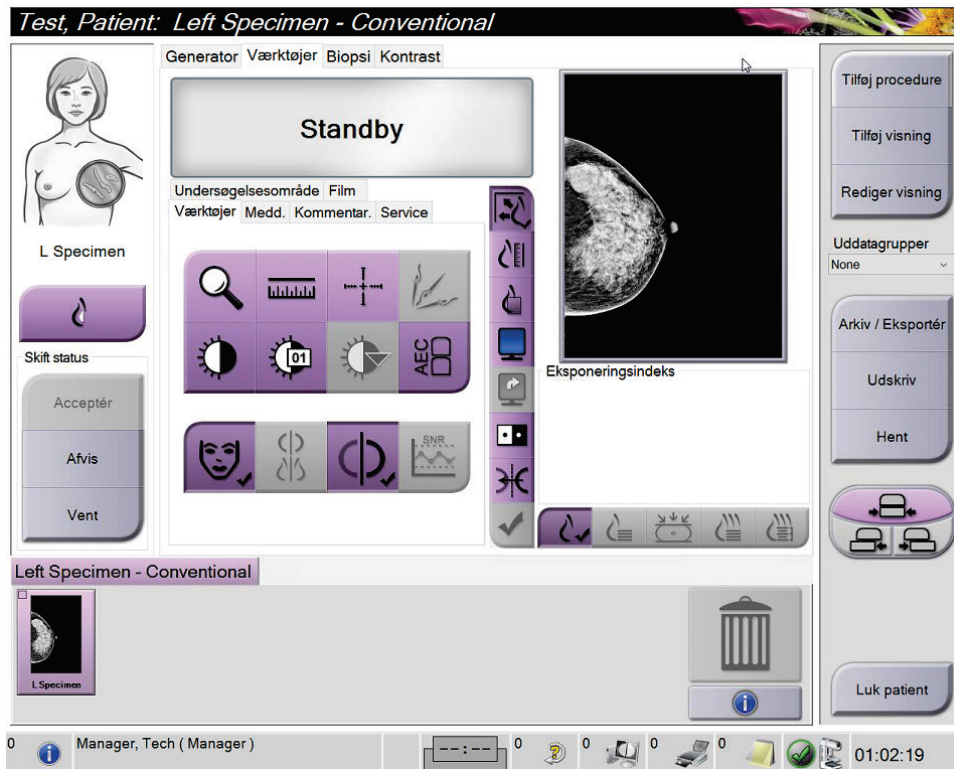 Test, Patient: Left Specimen - Conventional
Generator Værktøjer Biopsi Kontrast
Standby
Undersøgelsesområde Film
Værktøjer Medd. Kommentar. Service
L Specimen
Skift status
Acceptér
Afvis
Vent
01
AEC
SNR
Eksponeringsindeks
Tilføj procedure
Tilføj visning
Rediger visning
Uddatagrupper
None
Arkiv / Eksportér
Udskriv
Hent
Luk patient
Left Specimen - Conventional
L Specimen
0 Manager, Tech ( Manager ) --:-- 0 0 0 0 01:02:19